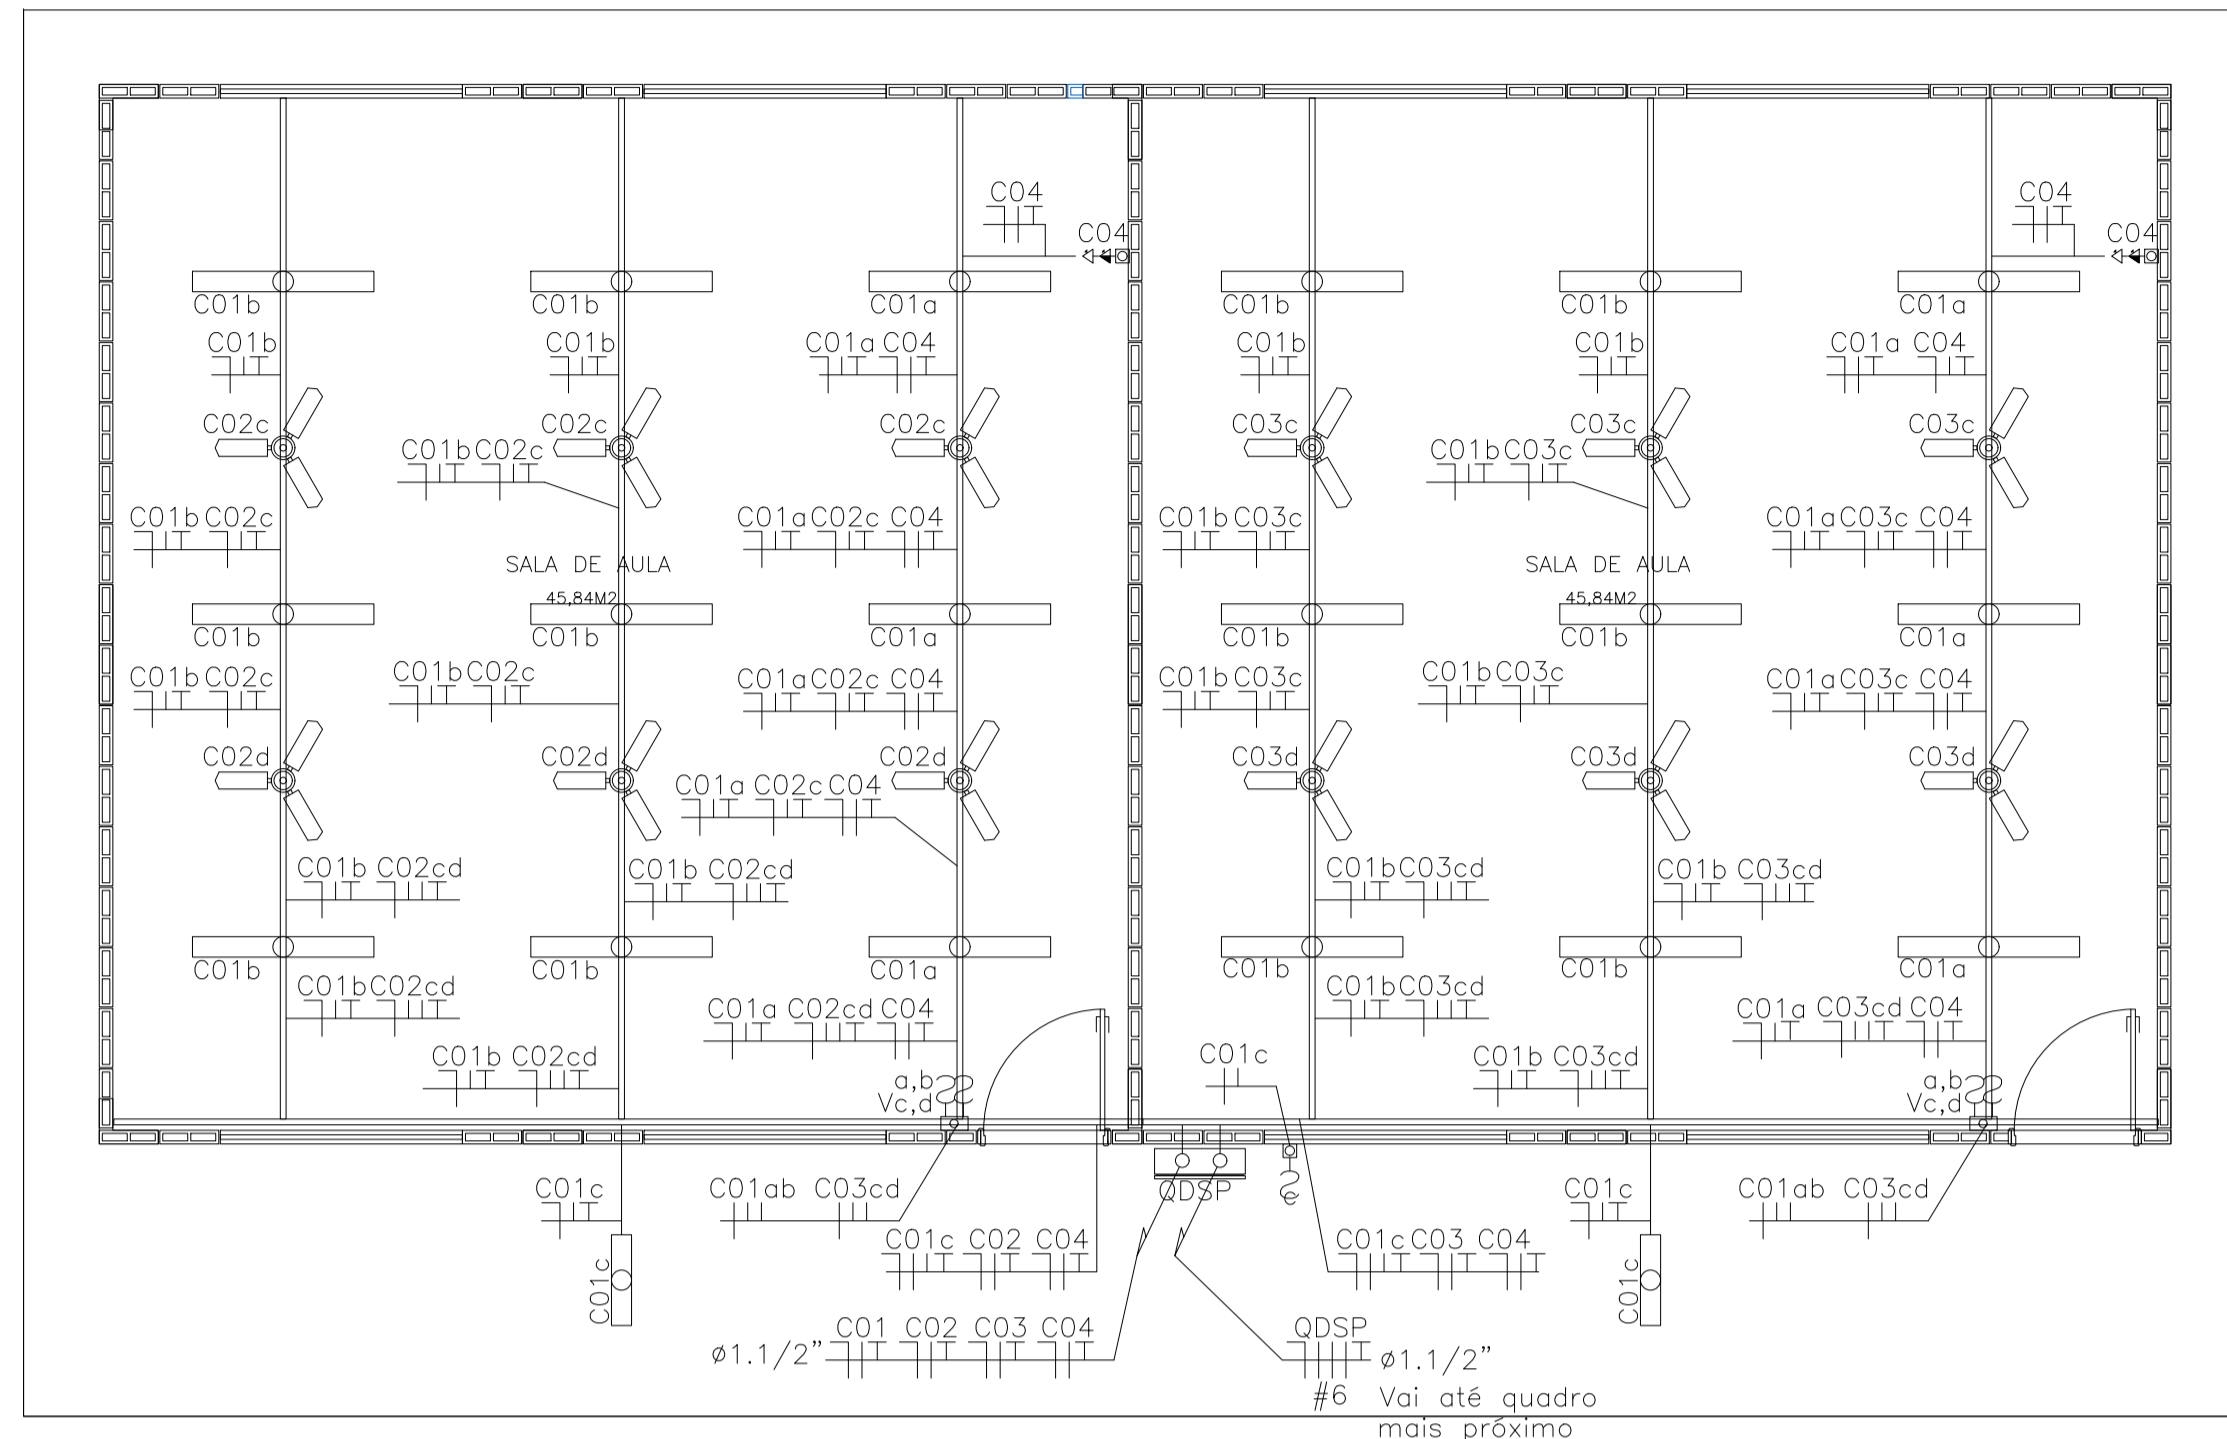 C04 C04
C04 C04
C01b C01b C01a C01b C01b C01a
C01b C01b C01a C04 C01b C01b C01a C04
C02c C02c C02c C03c C03c C03c
C01b C02c C01b C03c
C01b C02c C01a C02c C04 C01b C03c C01a C03c C04
SALA DE AULA SALA DE AULA
45,84M2 45,84M2
C01b C01b C01a C01b C01b C01a
C01b C02c C01b C02c C01a C02c C04 C01b C03c C01b C03c C01a C03c C04
C02d C02d C02d C03d C03d C03d
C01a C02c C04
C01b C02cd C01b C02cd C01b C03cd C01b C03cd
C01b C01b C01a C01b C01b C01a
C01b C02cd C01a C02cd C04 C01b C03cd C01a C03cd C04
C01b C02cd C01c C01b C03cd
a,b a,b
Vc,d Vc,d
C01c C01ab C03cd QDSP c C01c C01ab C03cd
C01c C02 C04 C01c C03 C04
C01c C01c
ø1.1/2” C01 C02 C03 C04 QDSP ø1.1/2”
#6 Vai até quadro
mais próximo